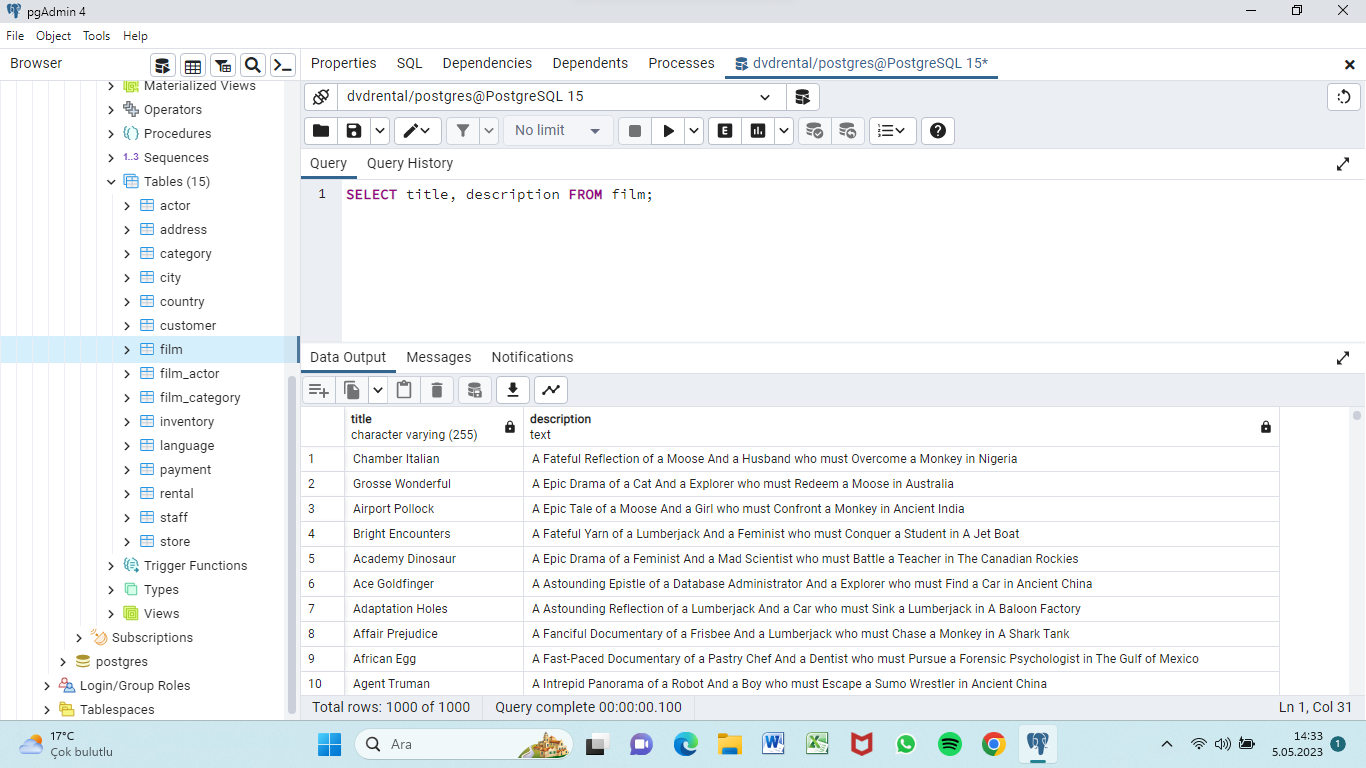 pgAdmin 4
File Object Tools Help
Browser
Materialized Views
Operators
Procedures
1..3 Sequences
Tables (15)
actor
address
category
city
country
customer
film
film_actor
film_category
inventory
language
payment
rental
staff
store
Trigger Functions
Types
Views
Subscriptions
postgres
Login/Group Roles
Tablespaces
Properties SQL Dependencies Dependents Processes dvdrental/postgres@PostgreSQL 15*
dvdrental/postgres@PostgreSQL 15
No limit E
Query Query History
1 SELECT title, description FROM film;
Data Output Messages Notifications
title description
character varying (255) text
1 Chamber Italian A Fateful Reflection of a Moose And a Husband who must Overcome a Monkey in Nigeria
2 Grosse Wonderful A Epic Drama of a Cat And a Explorer who must Redeem a Moose in Australia
3 Airport Pollock A Epic Tale of a Moose And a Girl who must Confront a Monkey in Ancient India
4 Bright Encounters A Fateful Yarn of a Lumberjack And a Feminist who must Conquer a Student in A Jet Boat
5 Academy Dinosaur A Epic Drama of a Feminist And a Mad Scientist who must Battle a Teacher in The Canadian Rockies
6 Ace Goldfinger A Astounding Epistle of a Database Administrator And a Explorer who must Find a Car in Ancient China
7 Adaptation Holes A Astounding Reflection of a Lumberjack And a Car who must Sink a Lumberjack in A Baloon Factory
8 Affair Prejudice A Fanciful Documentary of a Frisbee And a Lumberjack who must Chase a Monkey in A Shark Tank
9 African Egg A Fast-Paced Documentary of a Pastry Chef And a Dentist who must Pursue a Forensic Psychologist in The Gulf of Mexico
10 Agent Truman A Intrepid Panorama of a Robot And a Boy who must Escape a Sumo Wrestler in Ancient China
Total rows: 1000 of 1000 Query complete 00:00:00.100 Ln 1, Col 31
17°C
Çok bulutlu
Ara
14:33
5.05.2023 1